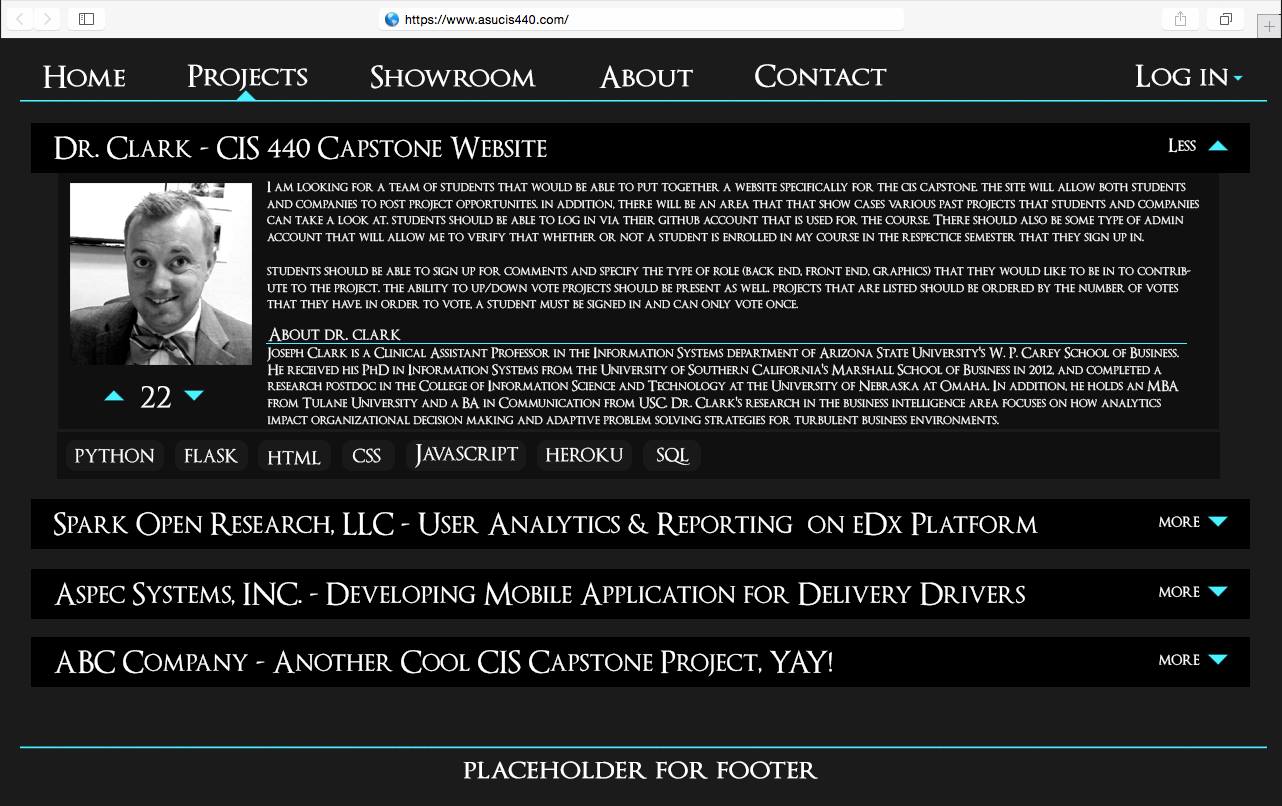 https://www.asucis440.com/
Home Projects Showroom About Contact Log in
Dr. Clark - CIS 440 Capstone Website Less
I am looking for a team of students that would be able to put together a website specifically for the cis capstone. the site will allow both students
and companies to post project opportunites. in addition, there will be an area that that show cases various past projects that students and companies
can take a look at. students should be able to log in via their github account that is used for the course. There should also be some type of admin
account that will allow me to verify that whether or not a student is enrolled in my course in the respectice semester that they sign up in.
students should be able to sign up for comments and specify the type of role (back end, front end, graphics) that they would like to be in to contrib-
ute to the project. the ability to up/down vote projects should be present as well. projects that are listed should be ordered by the number of votes
that they have. in order to vote, a student must be signed in and can only vote once.
About dr. clark
Joseph Clark is a Clinical Assistant Professor in the Information Systems department of Arizona State University's W. P. Carey School of Business.
He received his PhD in Information Systems from the University of Southern California's Marshall School of Business in 2012, and completed a
research postdoc in the College of Information Science and Technology at the University of Nebraska at Omaha. In addition, he holds an MBA
from Tulane University and a BA in Communication from USC. Dr. Clark's research in the business intelligence area focuses on how analytics
impact organizational decision making and adaptive problem solving strategies for turbulent business environments.
22
python flask html css Javascript heroku sql
Spark Open Research, LLC - User Analytics & Reporting on eDx Platform more
Aspec Systems, INC. - Developing Mobile Application for Delivery Drivers more
ABC Company - Another Cool CIS Capstone Project, YAY! more
placeholder for footer